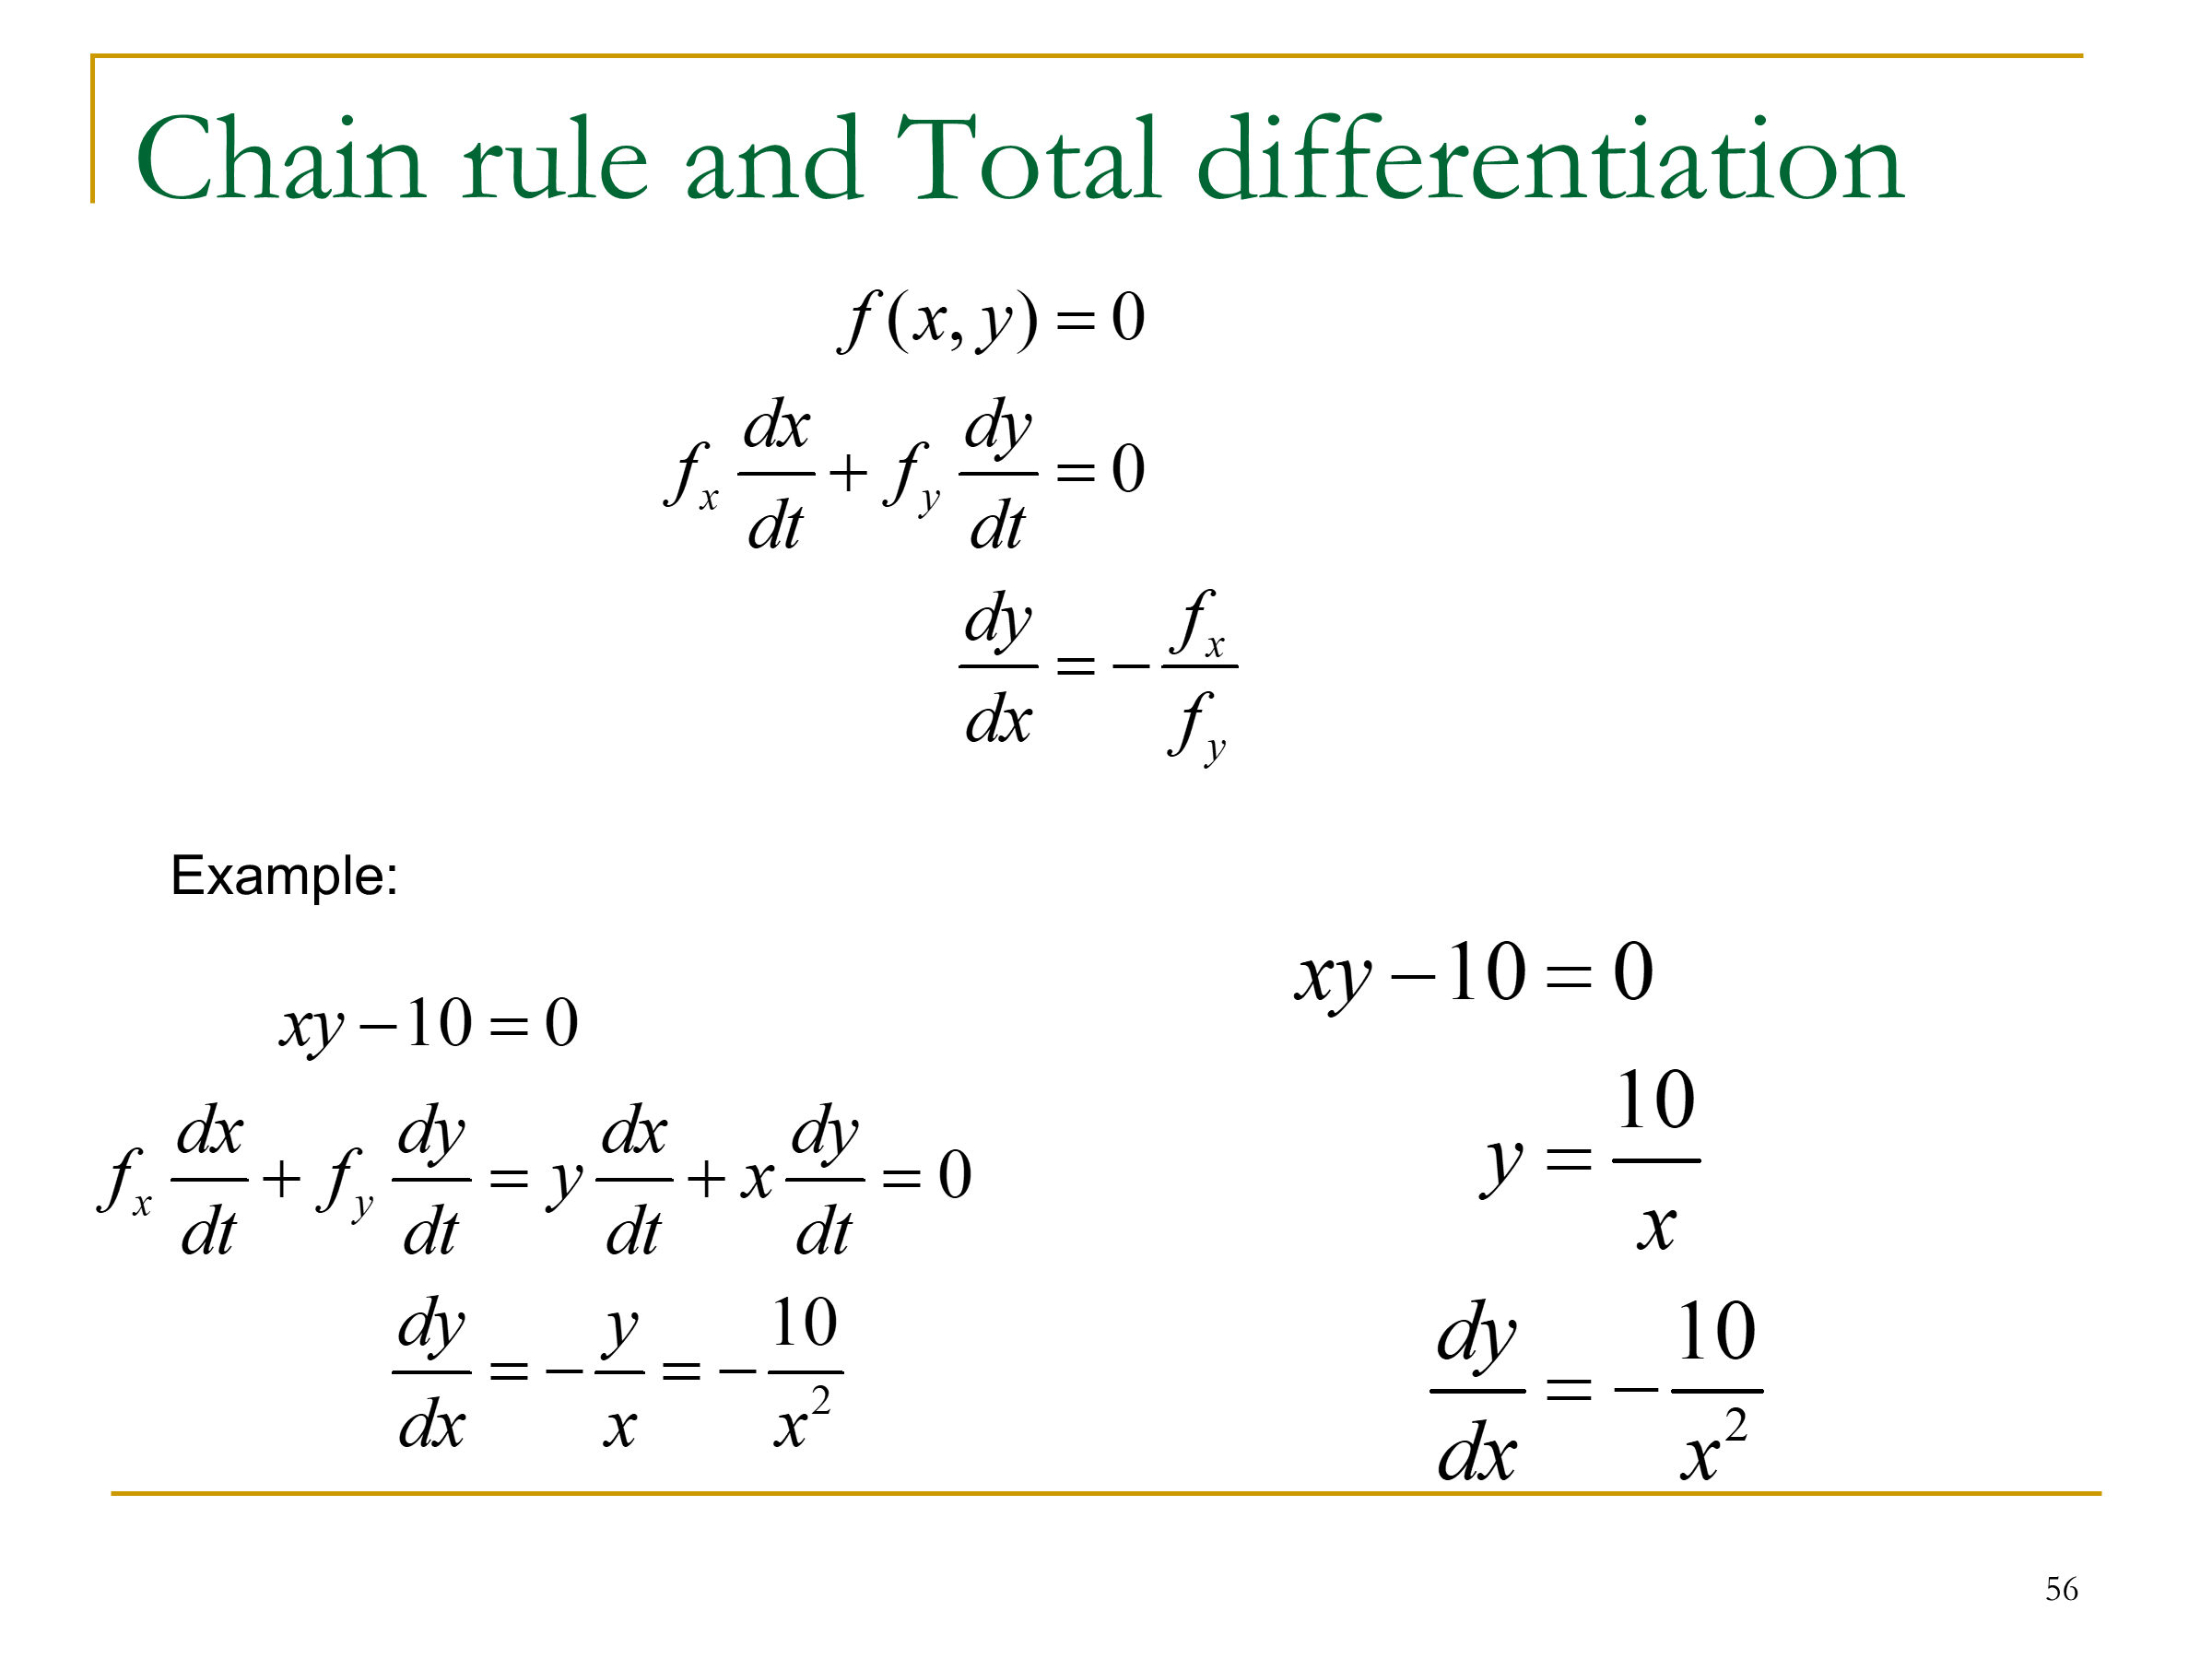 Chain rule and Total differentiation
f(x, y) = 0
f_x dx/dt + f_y dy/dt = 0
dy/dx = − f_x/f_y
Example:
xy − 10 = 0
f_x dx/dt + f_y dy/dt = y dx/dt + x dy/dt = 0
dy/dx = − y/x = − 10/x²
xy − 10 = 0
y = 10/x
dy/dx = − 10/x²
56